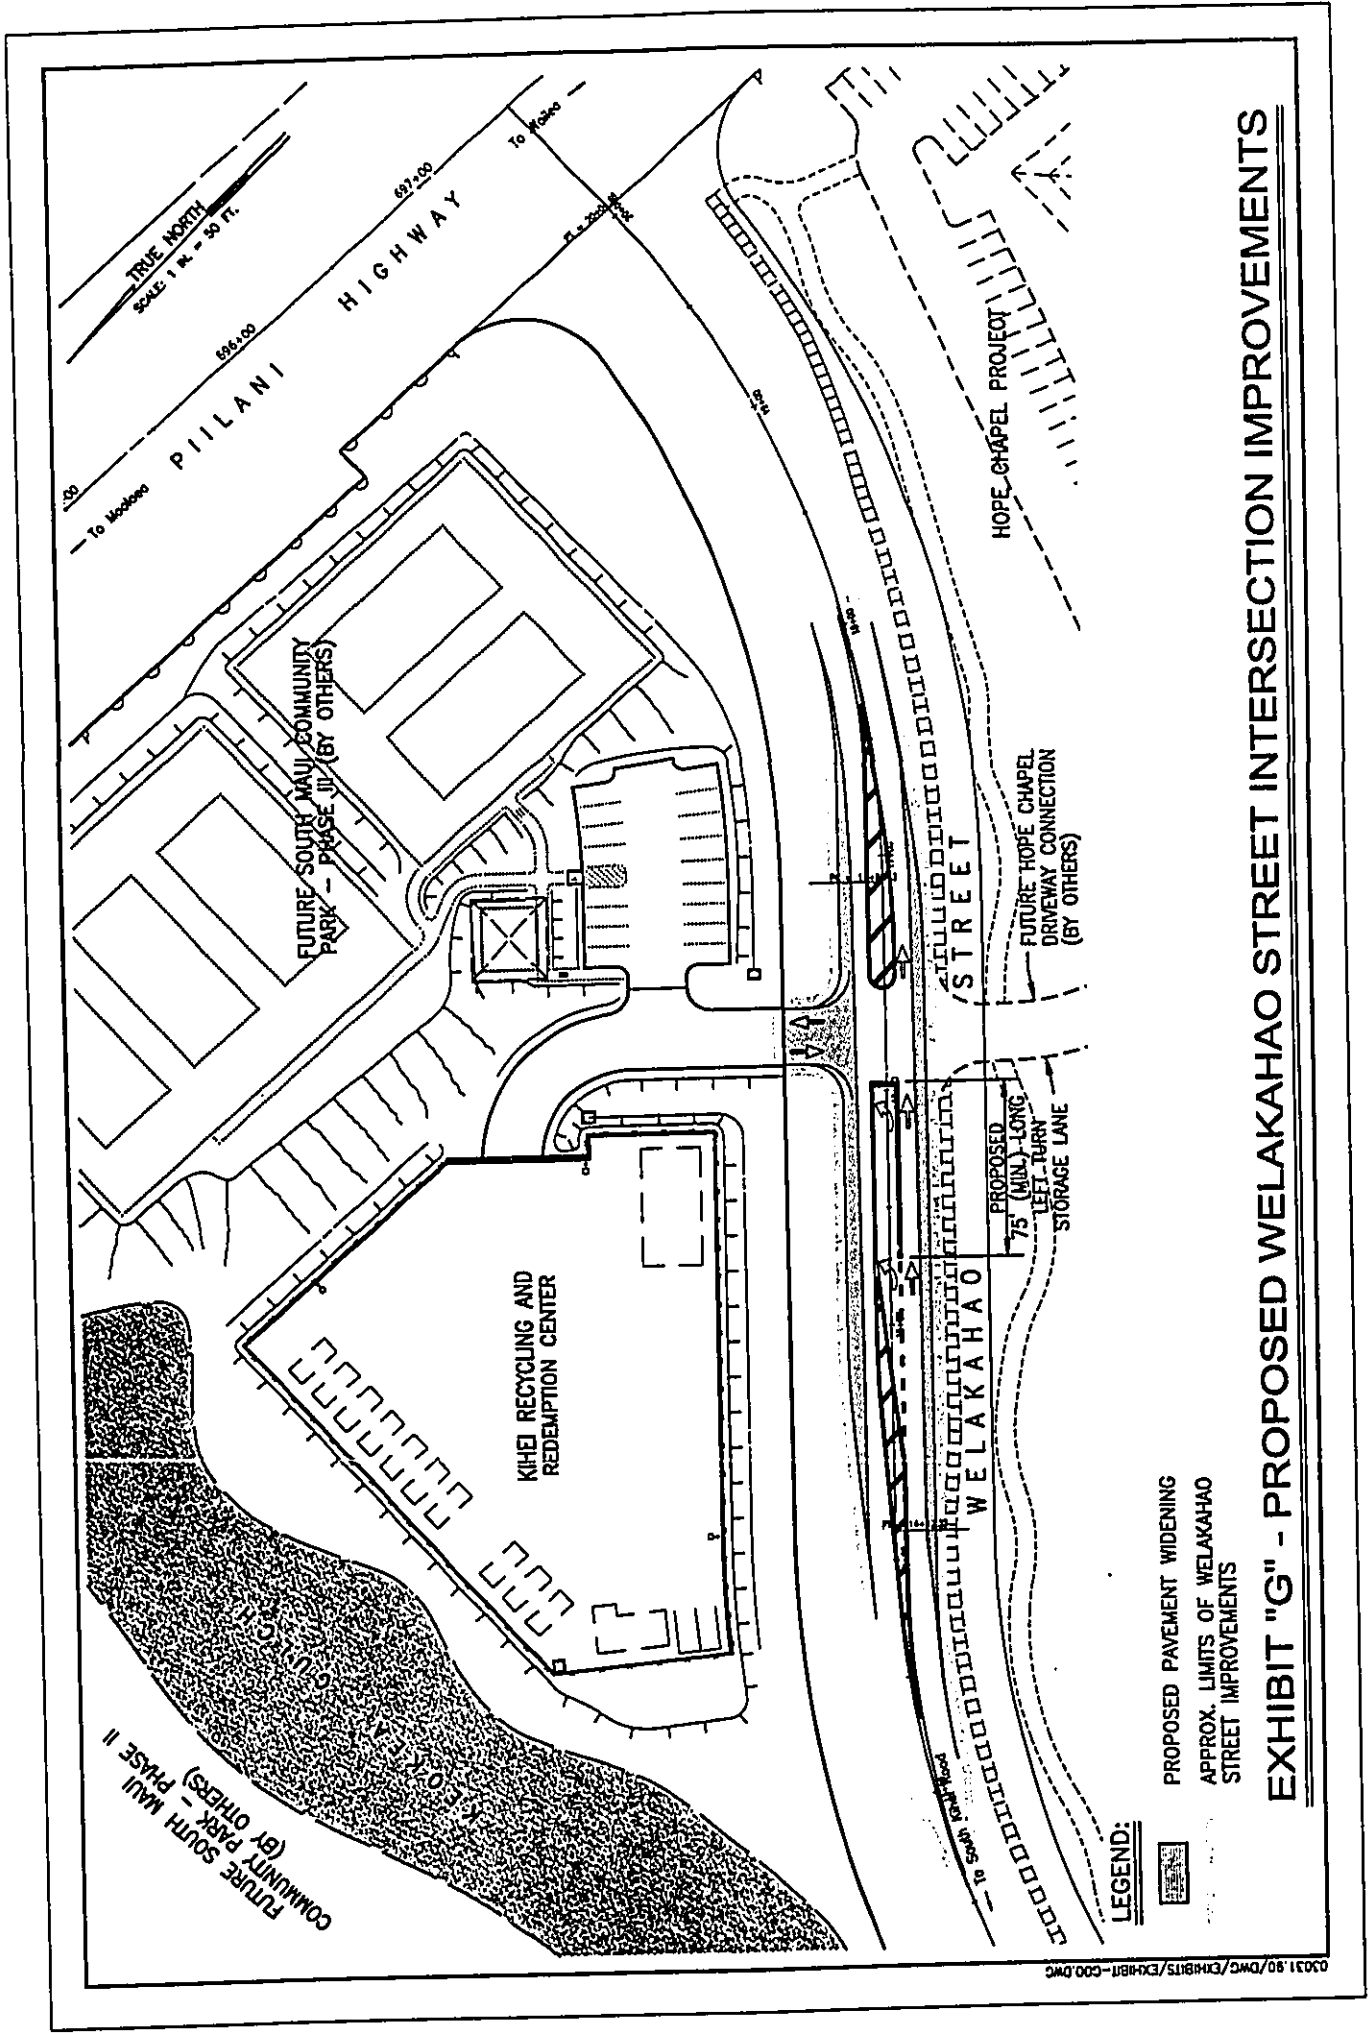 TRUE NORTH
SCALE: 1 IN. = 50 FT.
To Mokolea
PIILANI HIGHWAY
696+00
697+00
To Wailea
FUTURE SOUTH MAUI COMMUNITY
PARK - PHASE III (BY OTHERS)
FUTURE SOUTH MAUI
COMMUNITY PARK - PHASE II
(BY OTHERS)
KEOKEA GULCH
KIHEI RECYCLING AND
REDEMPTION CENTER
HOPE CHAPEL PROJECT
WELAKAHAO STREET
FUTURE HOPE CHAPEL
DRIVEWAY CONNECTION
(BY OTHERS)
PROPOSED
75' (MIN.) LONG
LEFT TURN
STORAGE LANE
To South Kihei Road
LEGEND:
PROPOSED PAVEMENT WIDENING
APPROX. LIMITS OF WELAKAHAO
STREET IMPROVEMENTS
EXHIBIT "G" - PROPOSED WELAKAHAO STREET INTERSECTION IMPROVEMENTS
03031.90/DWG/EXHIBITS/EXHIBIT-GOO.DWG